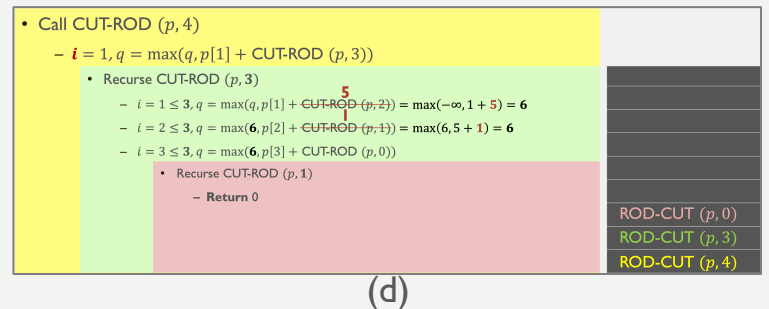 • Call CUT-ROD (p, 4)
– i = 1, q = max(q, p[1] + CUT-ROD (p, 3))
• Recurse CUT-ROD (p, 3)
5
– i = 1 ≤ 3, q = max(q, p[1] + CUT-ROD (p, 2)) = max(−∞, 1 + 5) = 6
1
– i = 2 ≤ 3, q = max(6, p[2] + CUT-ROD (p, 1)) = max(6, 5 + 1) = 6
– i = 3 ≤ 3, q = max(6, p[3] + CUT-ROD (p, 0))
• Recurse CUT-ROD (p, 1)
– Return 0
ROD-CUT (p, 0)
ROD-CUT (p, 3)
ROD-CUT (p, 4)
(d)